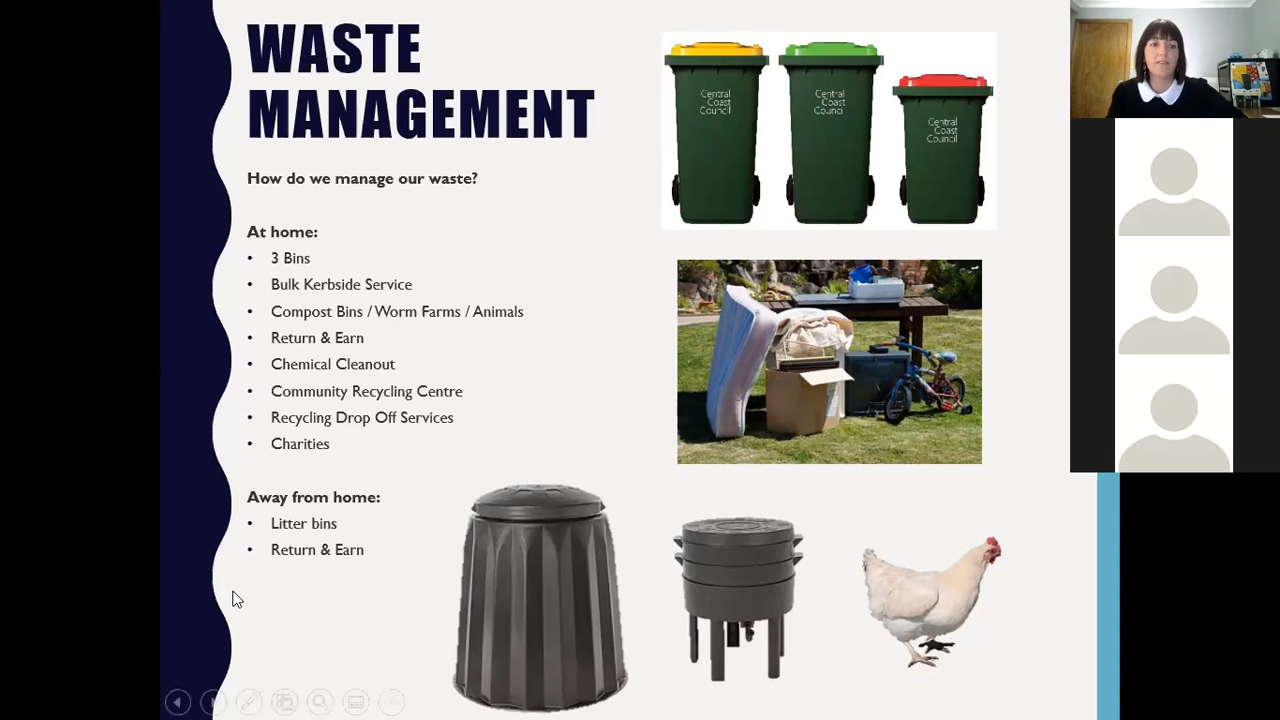 WASTE
MANAGEMENT
How do we manage our waste?
At home:
• 3 Bins
• Bulk Kerbside Service
• Compost Bins / Worm Farms / Animals
• Return & Earn
• Chemical Cleanout
• Community Recycling Centre
• Recycling Drop Off Services
• Charities
Away from home:
• Litter bins
• Return & Earn
Central
Coast
Council
Central
Coast
Council
Central
Coast
Council